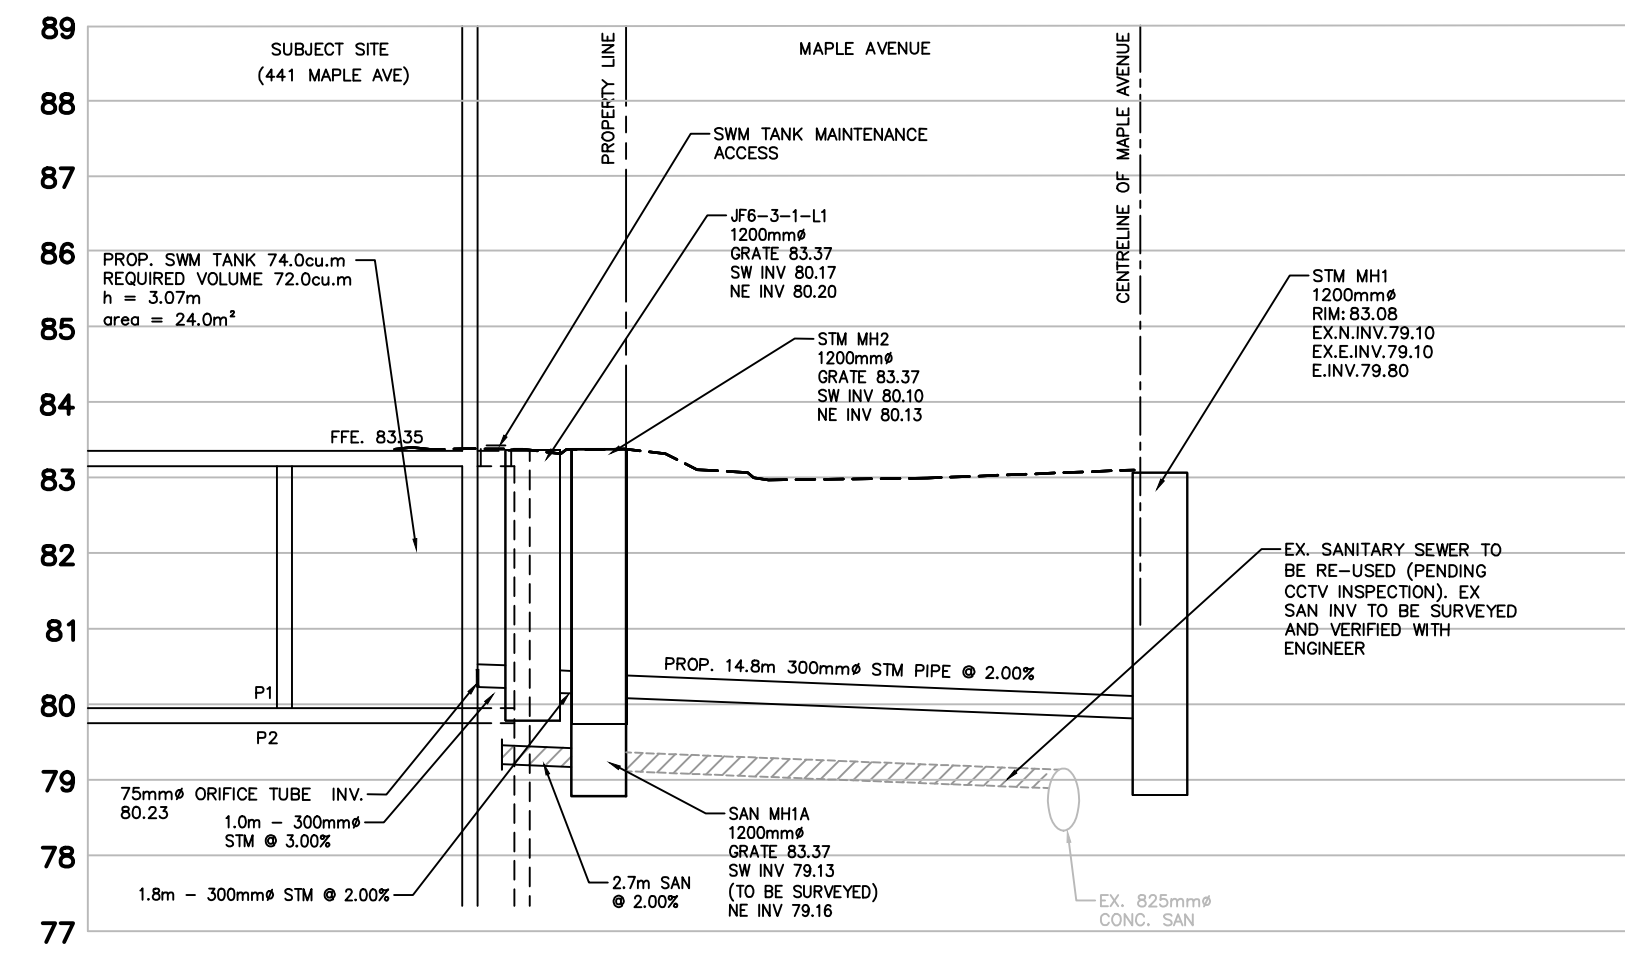 89
88
87
86
85
84
83
82
81
80
79
78
77
SUBJECT SITE
(441 MAPLE AVE)
PROPERTY LINE
MAPLE AVENUE
CENTRELINE OF MAPLE AVENUE
SWM TANK MAINTENANCE
ACCESS
JF6-3-1-L1
1200mmø
GRATE 83.37
SW INV 80.17
NE INV 80.20
PROP. SWM TANK 74.0cu.m
REQUIRED VOLUME 72.0cu.m
h = 3.07m
area = 24.0m²
STM MH1
1200mmø
RIM: 83.08
EX.N.INV.79.10
EX.E.INV.79.10
E.INV.79.80
STM MH2
1200mmø
GRATE 83.37
SW INV 80.10
NE INV 80.13
FFE. 83.35
EX. SANITARY SEWER TO
BE RE-USED (PENDING
CCTV INSPECTION). EX
SAN INV TO BE SURVEYED
AND VERIFIED WITH
ENGINEER
PROP. 14.8m 300mmø STM PIPE @ 2.00%
P1
P2
75mmø ORIFICE TUBE INV.
80.23
1.0m - 300mmø
STM @ 3.00%
1.8m - 300mmø STM @ 2.00%
2.7m SAN
@ 2.00%
SAN MH1A
1200mmø
GRATE 83.37
SW INV 79.13
(TO BE SURVEYED)
NE INV 79.16
EX. 825mmø
CONC. SAN